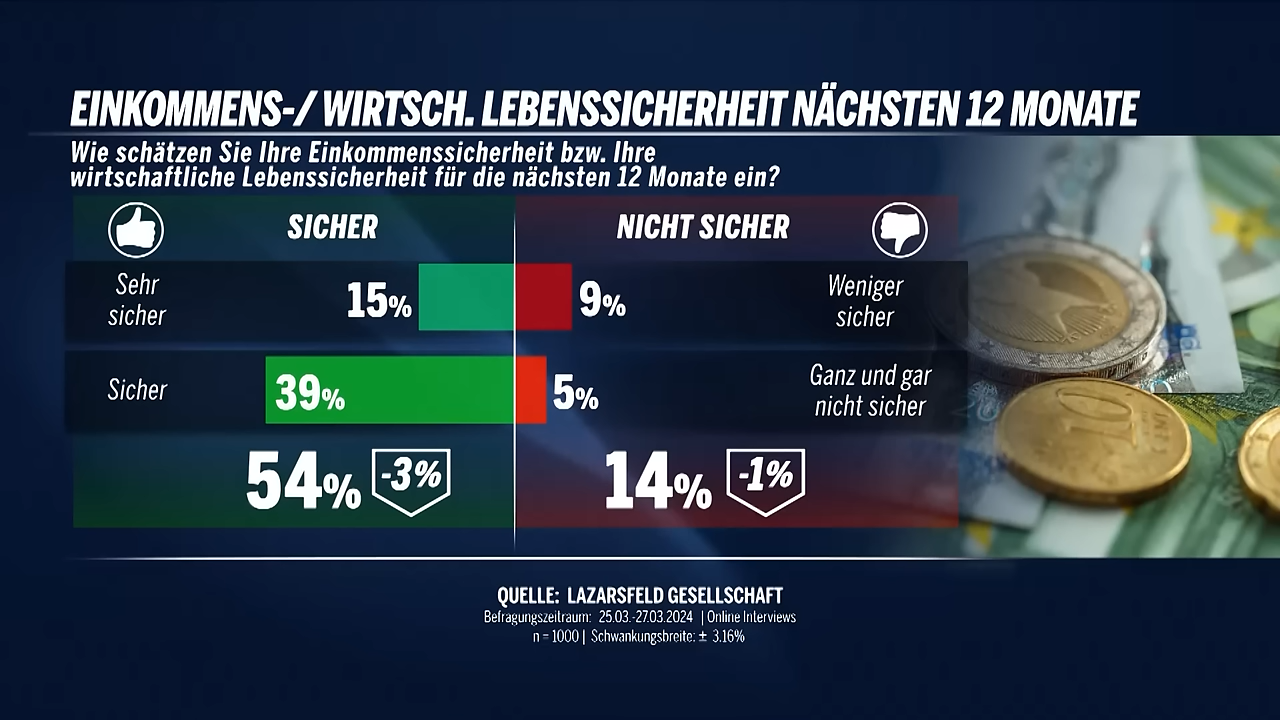 EINKOMMENS-/ WIRTSCH. LEBENSSICHERHEIT NÄCHSTEN 12 MONATE
Wie schätzen Sie Ihre Einkommenssicherheit bzw. Ihre
wirtschaftliche Lebenssicherheit für die nächsten 12 Monate ein?
SICHER
NICHT SICHER
Sehr
sicher
15%
9%
Weniger
sicher
Sicher
39%
5%
Ganz und gar
nicht sicher
54%
-3%
14%
-1%
10
CENT
QUELLE: LAZARSFELD GESELLSCHAFT
Befragungszeitraum: 25.03.-27.03.2024 | Online Interviews
n = 1000 | Schwankungsbreite: ± 3.16%